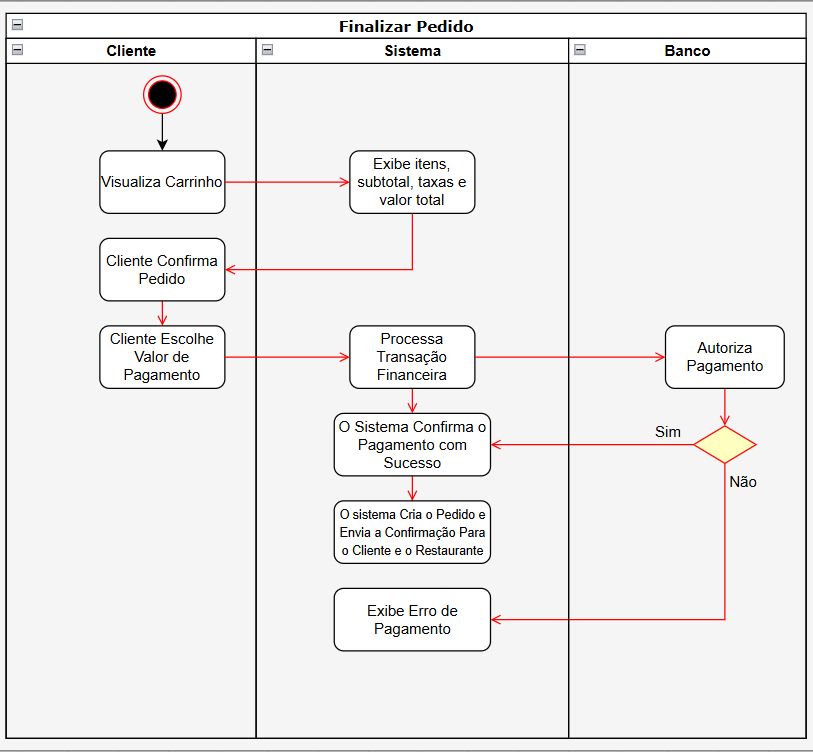 Finalizar Pedido
Cliente
Sistema
Banco
Visualiza Carrinho
Exibe itens,
subtotal, taxas e
valor total
Cliente Confirma
Pedido
Cliente Escolhe
Valor de
Pagamento
Processa
Transação
Financeira
Autoriza
Pagamento
Sim
Não
O Sistema Confirma o
Pagamento com
Sucesso
O sistema Cria o Pedido e
Envia a Confirmação Para
o Cliente e o Restaurante
Exibe Erro de
Pagamento